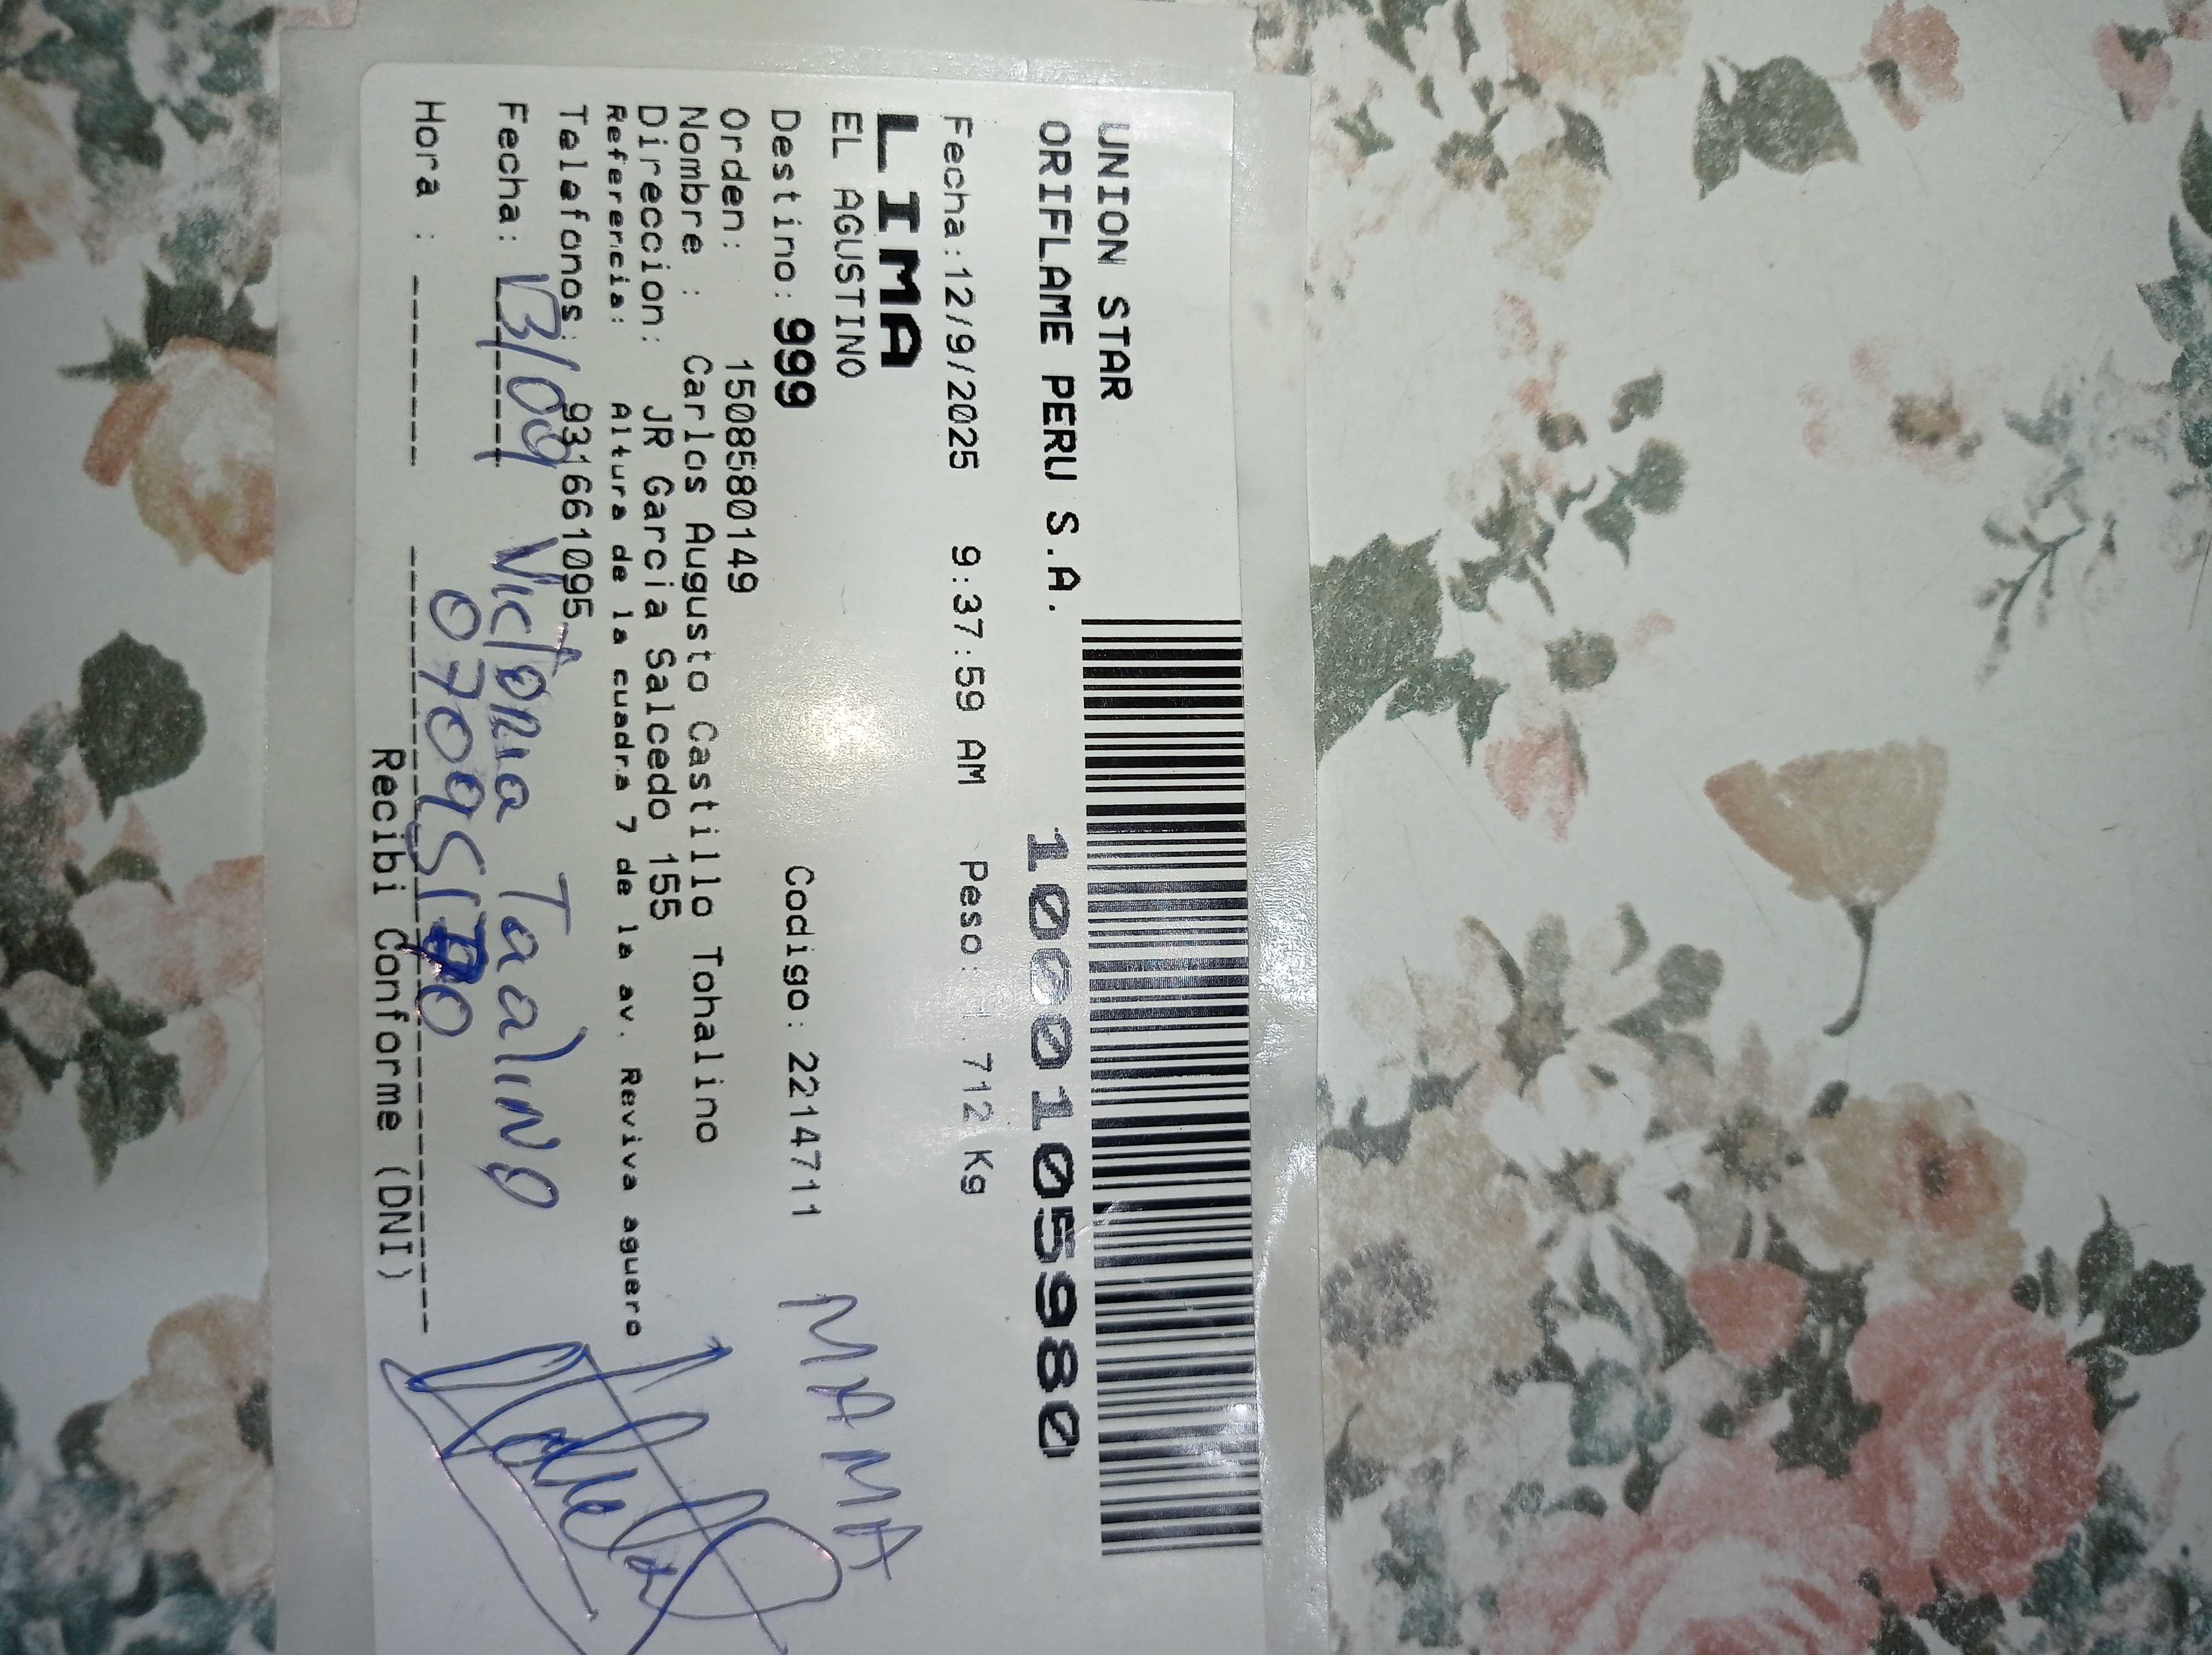 UNION STAR
ORIFLAME PERU S.A.
10000105980
Fecha:12/9/2025 9:37:59 AM Peso: 1.712 Kg
LIMA
EL AGUSTINO
Destino: 999 Codigo: 2214711
MAMA
Orden: 1508580149
Nombre : Carlos Augusto Castillo Tohalino
Direccion: JR Garcia Salcedo 155
Referencia: Altura de la cuadra 7 de la av. Reviva aguero
Telefonos: 931661095
Fecha: 13/09 Victoria
Hora :
Recibi Conforme (DNI)